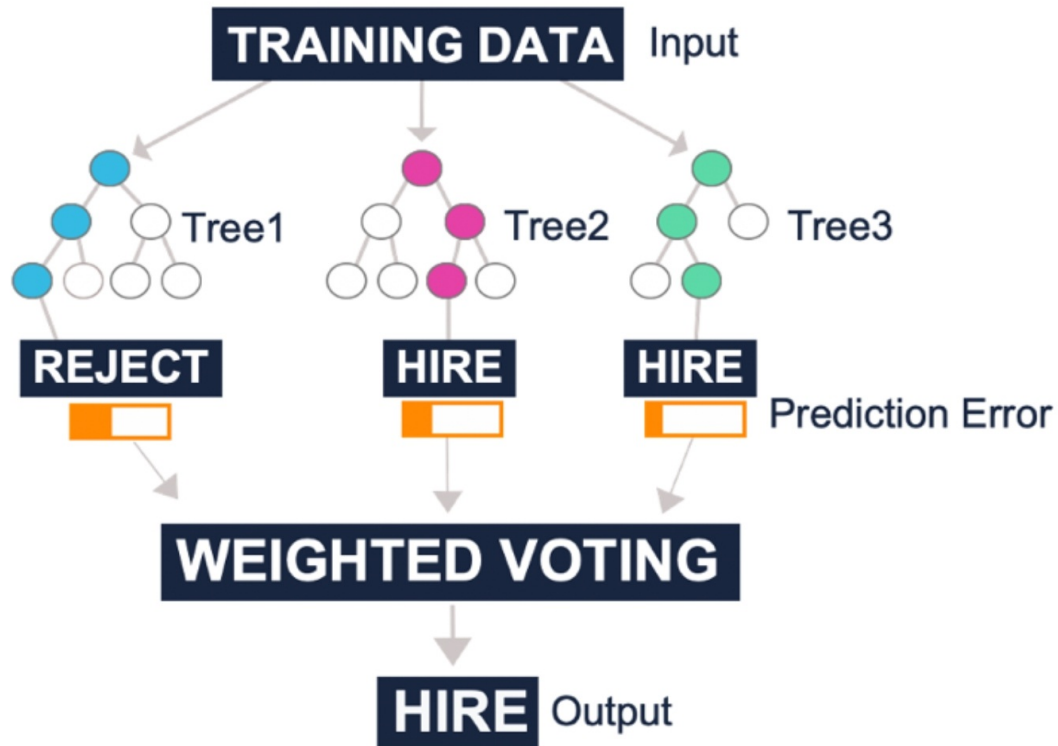 TRAINING DATA Input
Tree1 Tree2 Tree3
REJECT HIRE HIRE
Prediction Error
WEIGHTED VOTING
HIRE Output